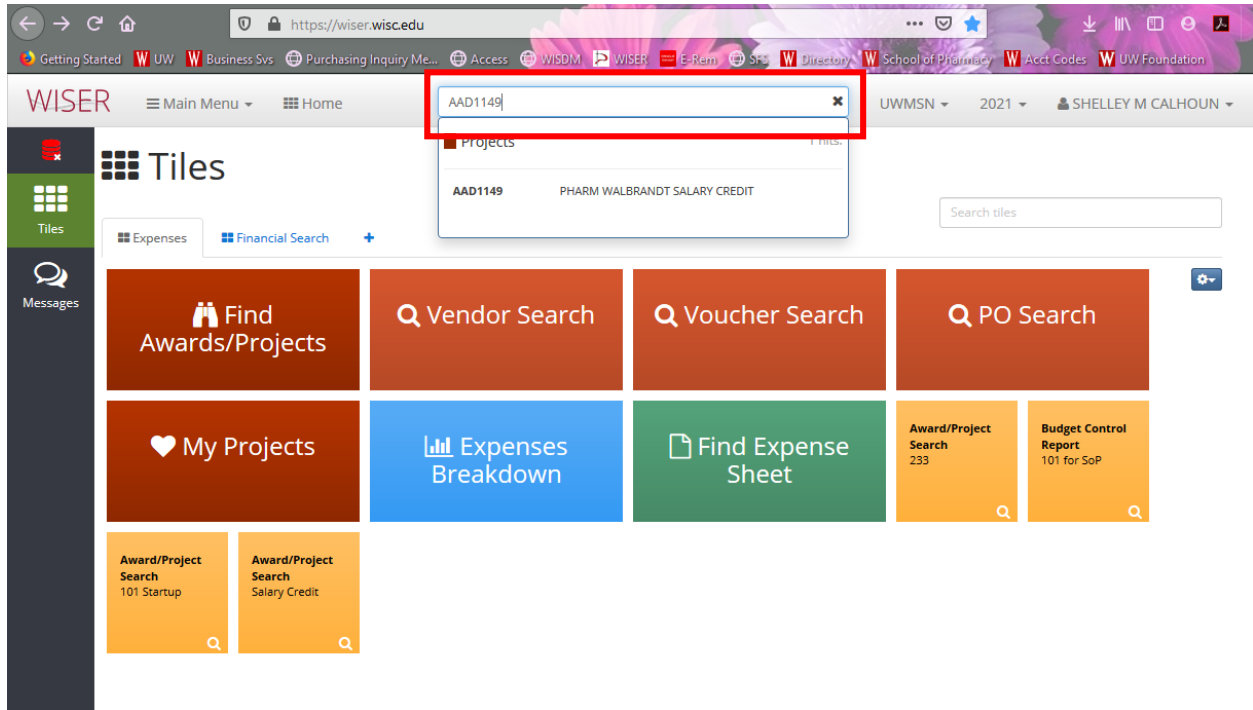 https://wiser.wisc.edu
Getting Started UW Business Svs Purchasing Inquiry Me... Access WISDM WISER E-Rem SFS Directory School of Pharmacy Acct Codes UW Foundation
WISER Main Menu Home AAD1149 UWMSN 2021 SHELLEY M CALHOUN
Projects 1 hits.
AAD1149 PHARM WALBRANDT SALARY CREDIT
Tiles
Search tiles
Tiles
Expenses Financial Search +
Messages
Find
Awards/Projects
Vendor Search
Voucher Search
PO Search
My Projects
Expenses
Breakdown
Find Expense
Sheet
Award/Project
Search
233
Budget Control
Report
101 for SoP
Award/Project
Search
101 Startup
Award/Project
Search
Salary Credit